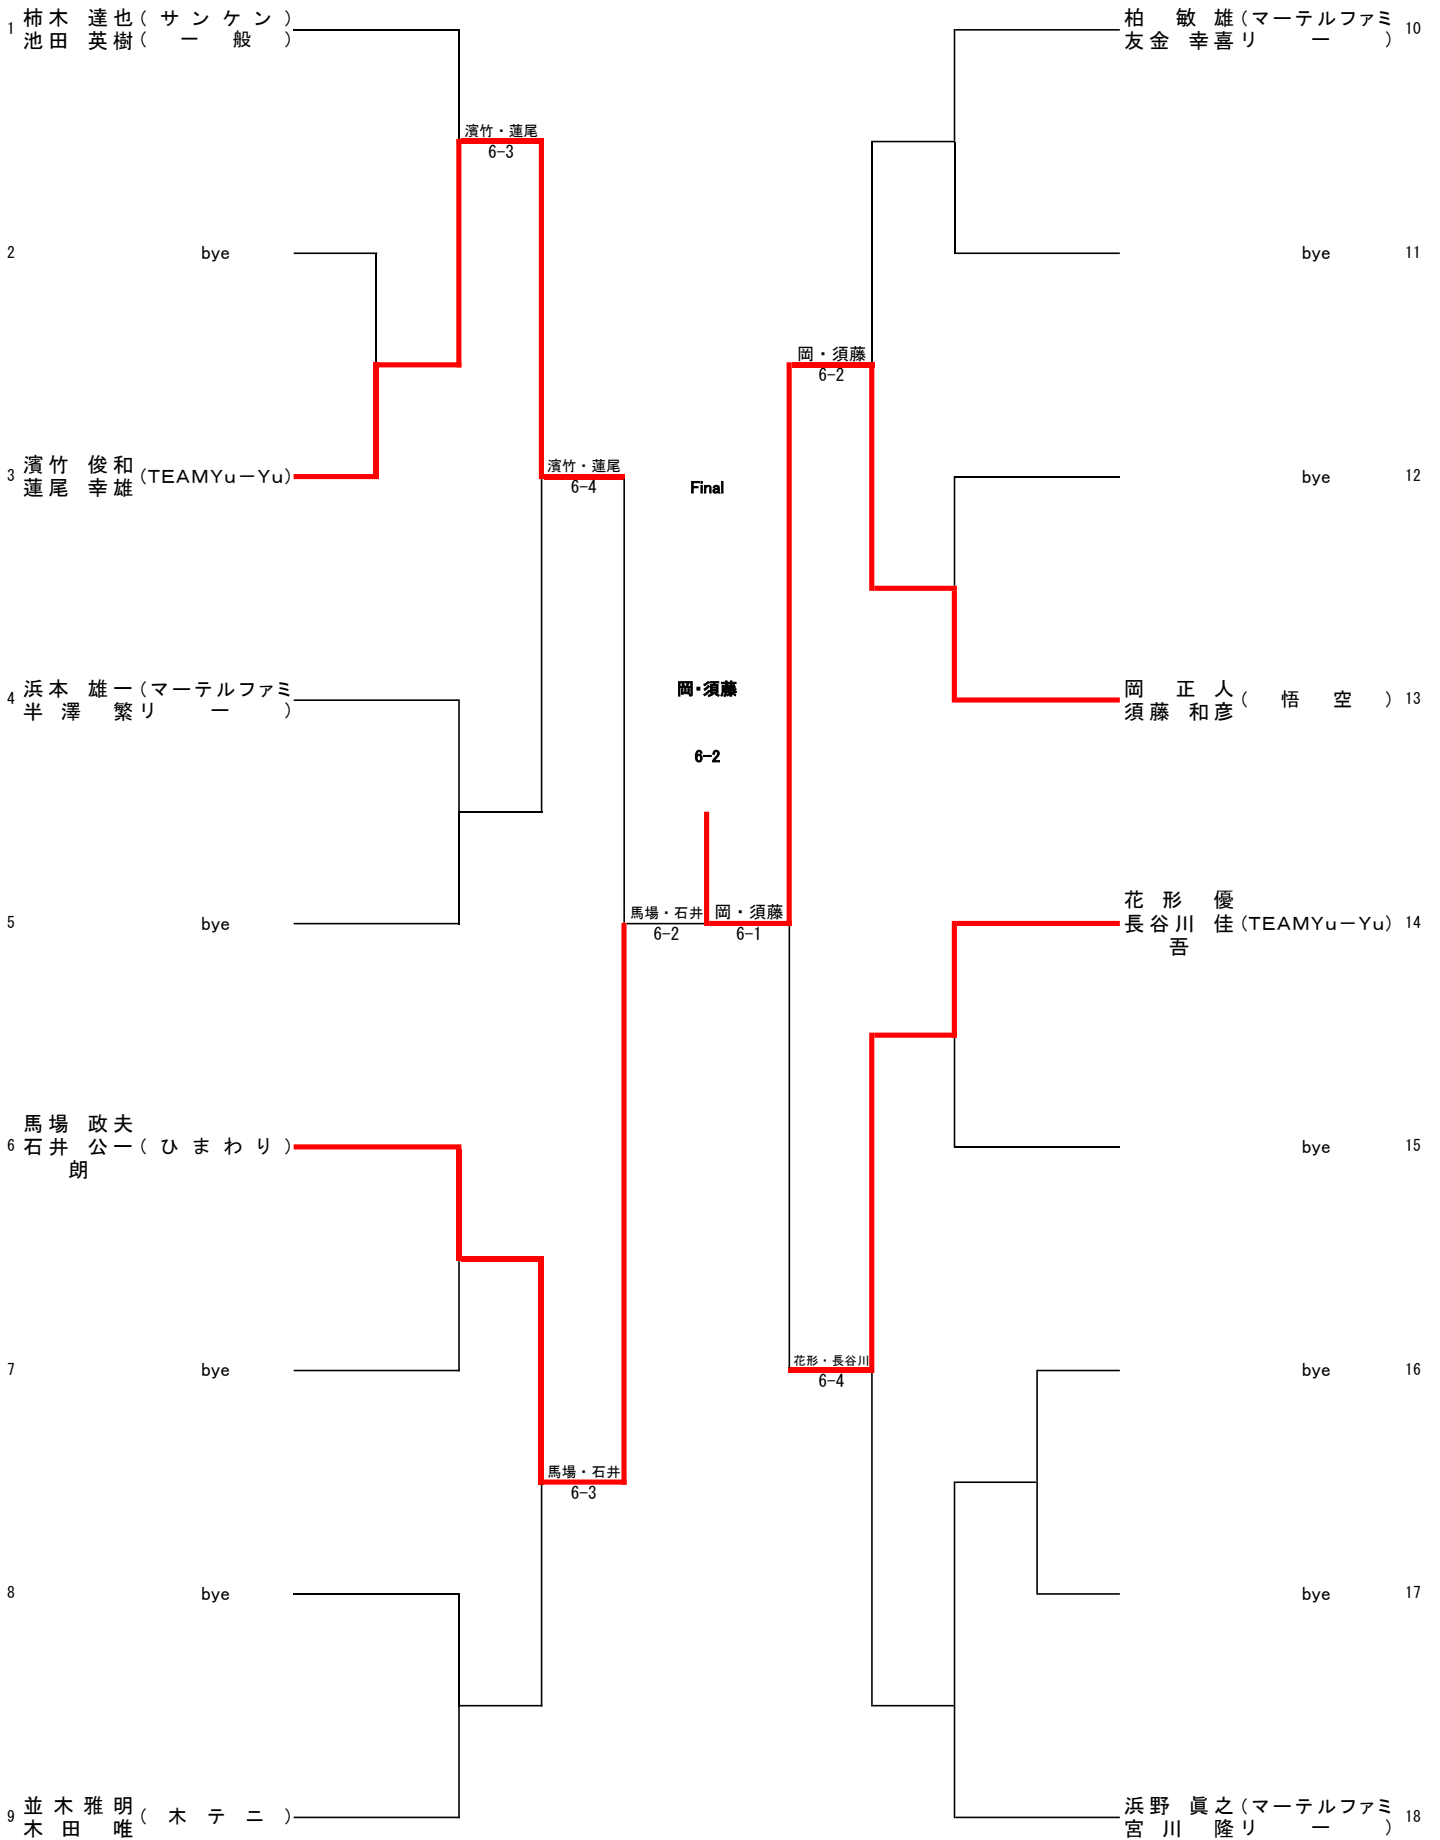 1 柿木 達也(サンケン)
池田 英樹(一般)
濱竹・蓮尾
6-3
2 bye
3 濱竹 俊和
蓮尾 幸雄
(TEAMYu-Yu)
濱竹・蓮尾
6-4
4 浜本 雄一(マーテルファミ
半澤 繁リー)
5 bye
6 馬場 政夫
石井 公一(ひまわり)
朗
7 bye
馬場・石井
6-3
8 bye
9 並木雅明
木田 唯
(木テニ)
Final
岡・須藤
6-2
馬場・石井
6-2
岡・須藤
6-1
柏 敏雄(マーテルファミ 10
友金 幸喜リー)
bye 11
岡・須藤
6-2
bye 12
岡 正人
須藤 和彦
(悟空) 13
花形 優
長谷川 佳(TEAMYu-Yu) 14
吾
bye 15
花形・長谷川
6-4
bye 16
bye 17
浜野 眞之(マーテルファミ 18
宮川 隆リー)